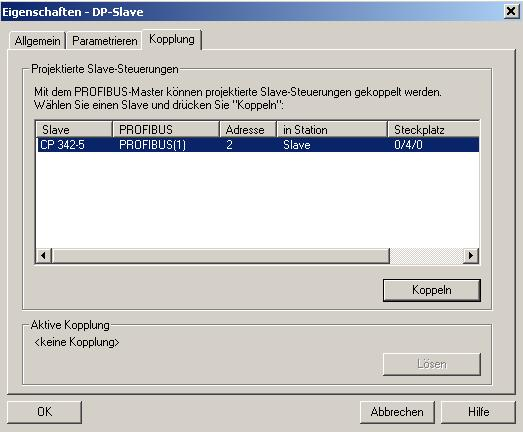 Eigenschaften - DP-Slave
Allgemein Parametrieren Kopplung
Projektierte Slave-Steuerungen
Mit dem PROFIBUS-Master können projektierte Slave-Steuerungen gekoppelt werden.
Wählen Sie einen Slave und drücken Sie "Koppeln":
Slave PROFIBUS Adresse in Station Steckplatz
CP 342-5 PROFIBUS(1) 2 Slave 0/4/0
Koppeln
Aktive Kopplung
<keine Kopplung>
Lösen
OK Abbrechen Hilfe